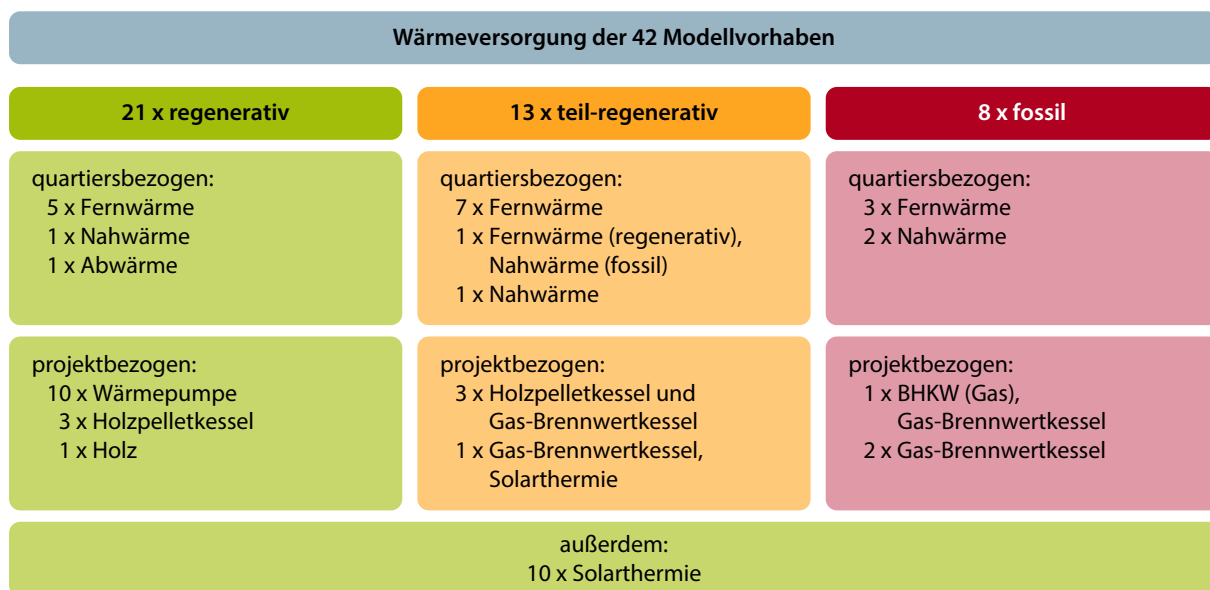 Wärmeversorgung der 42 Modellvorhaben
21 x regenerativ
quartiersbezogen:
5 x Fernwärme
1 x Nahwärme
1 x Abwärme
projektbezogen:
10 x Wärmepumpe
3 x Holzpelletkessel
1 x Holz
13 x teil-regenerativ
quartiersbezogen:
7 x Fernwärme
1 x Fernwärme (regenerativ),
Nahwärme (fossil)
1 x Nahwärme
projektbezogen:
3 x Holzpelletkessel und
Gas-Brennwertkessel
1 x Gas-Brennwertkessel,
Solarthermie
8 x fossil
quartiersbezogen:
3 x Fernwärme
2 x Nahwärme
projektbezogen:
1 x BHKW (Gas),
Gas-Brennwertkessel
2 x Gas-Brennwertkessel
außerdem:
10 x Solarthermie